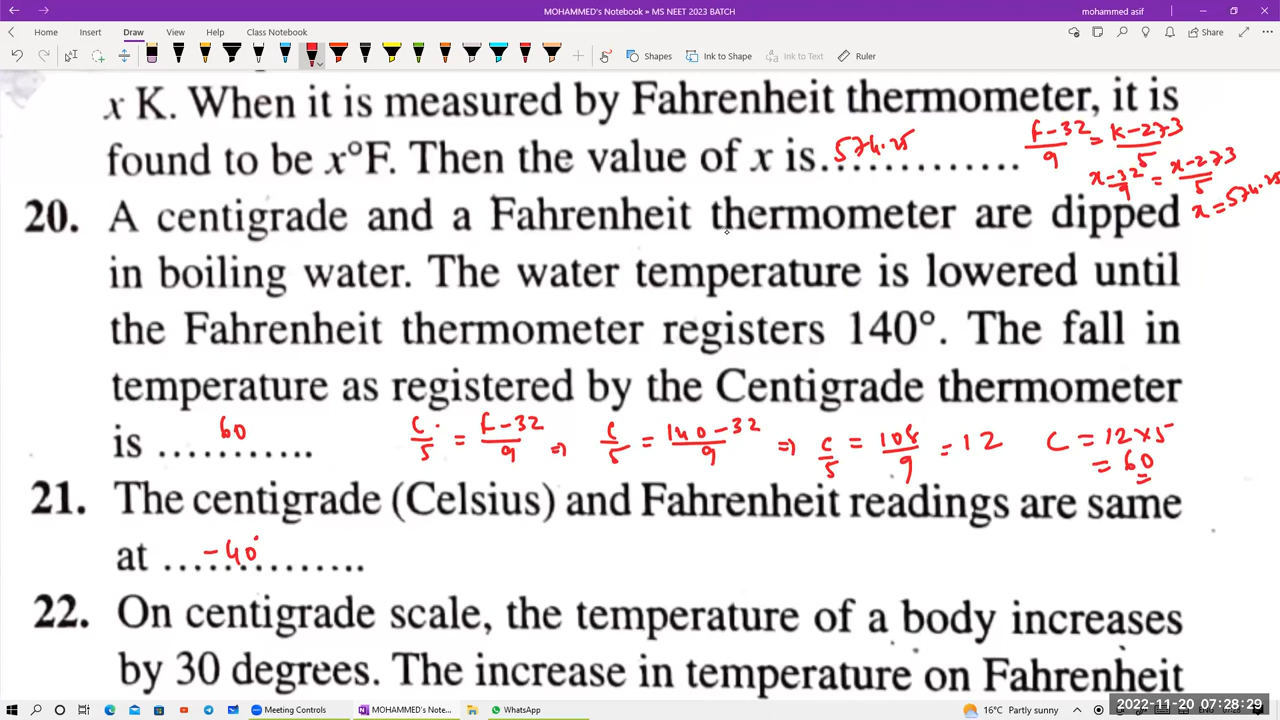 MOHAMMED's Notebook » MS NEET 2023 BATCH
mohammed asif
Home Insert Draw View Help Class Notebook
Share
Shapes Ink to Shape Ink to Text Ruler
x K. When it is measured by Fahrenheit thermometer, it is
found to be x°F. Then the value of x is.............
574.25
F-32/9 = K-273/5
x-32/9 = x-273/5
x = 574.25
20. A centigrade and a Fahrenheit thermometer are dipped
in boiling water. The water temperature is lowered until
the Fahrenheit thermometer registers 140°. The fall in
temperature as registered by the Centigrade thermometer
is ...........
60
C/5 = F-32/9 ⇒ C/5 = 140-32/9 ⇒ C/5 = 108/9 = 12 C = 12×5
= 60
21. The centigrade (Celsius) and Fahrenheit readings are same
at ..............
-40°
22. On centigrade scale, the temperature of a body increases
by 30 degrees. The increase in temperature on Fahrenheit
Meeting Controls MOHAMMED's Note... WhatsApp 16°C Partly sunny
2022-11-20 07:28:29